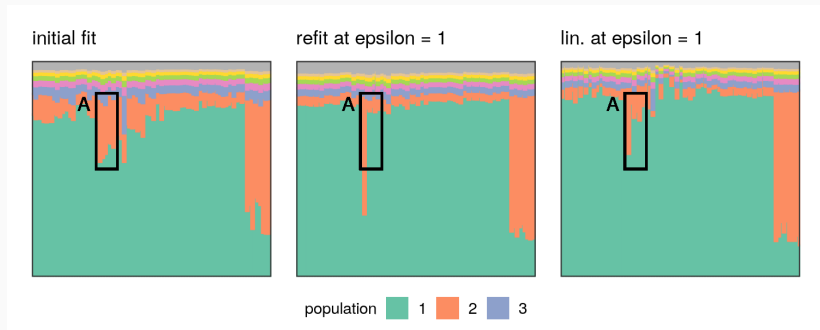 initial fit
refit at epsilon = 1
lin. at epsilon = 1
A
A
A
population 1 2 3